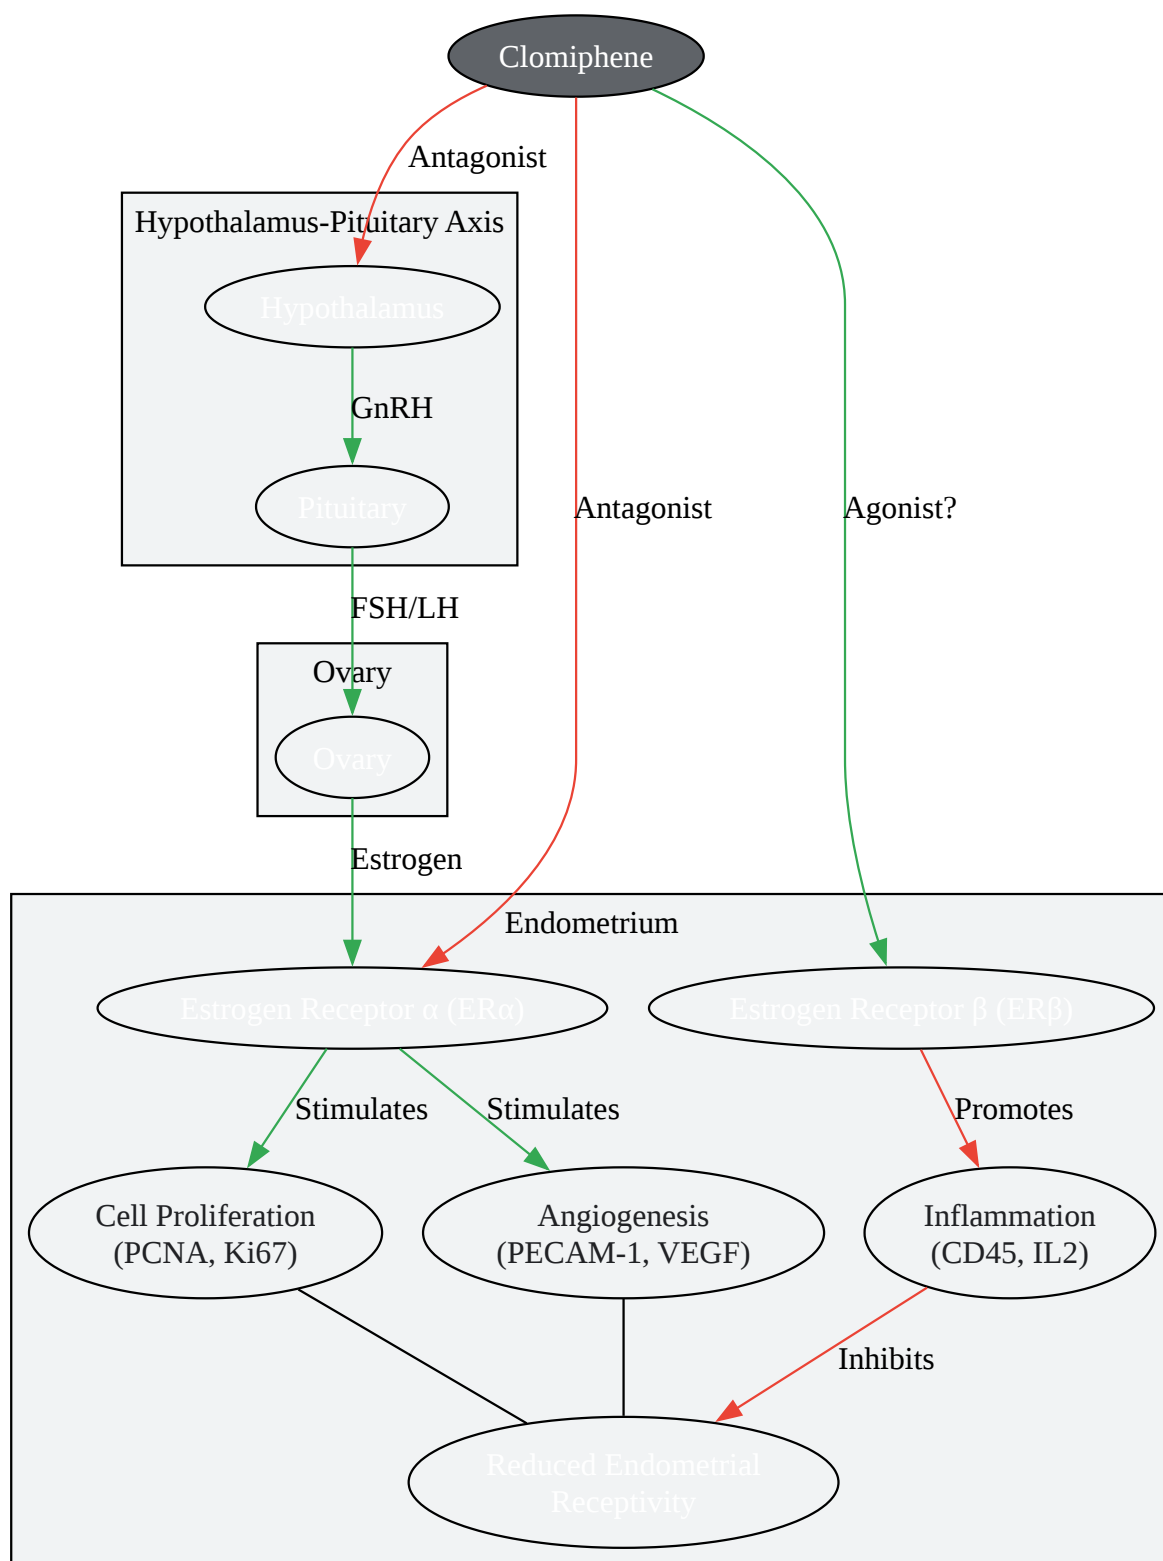 Clomiphene
Antagonist
Hypothalamus-Pituitary Axis
Hypothalamus
GnRH
Pituitary
Antagonist
Agonist?
FSH/LH
Ovary
Ovary
Estrogen
Endometrium
Estrogen Receptor α (ERα)
Estrogen Receptor β (ERβ)
Stimulates
Stimulates
Promotes
Cell Proliferation
(PCNA, Ki67)
Angiogenesis
(PECAM-1, VEGF)
Inflammation
(CD45, IL2)
Inhibits
Reduced Endometrial
Receptivity